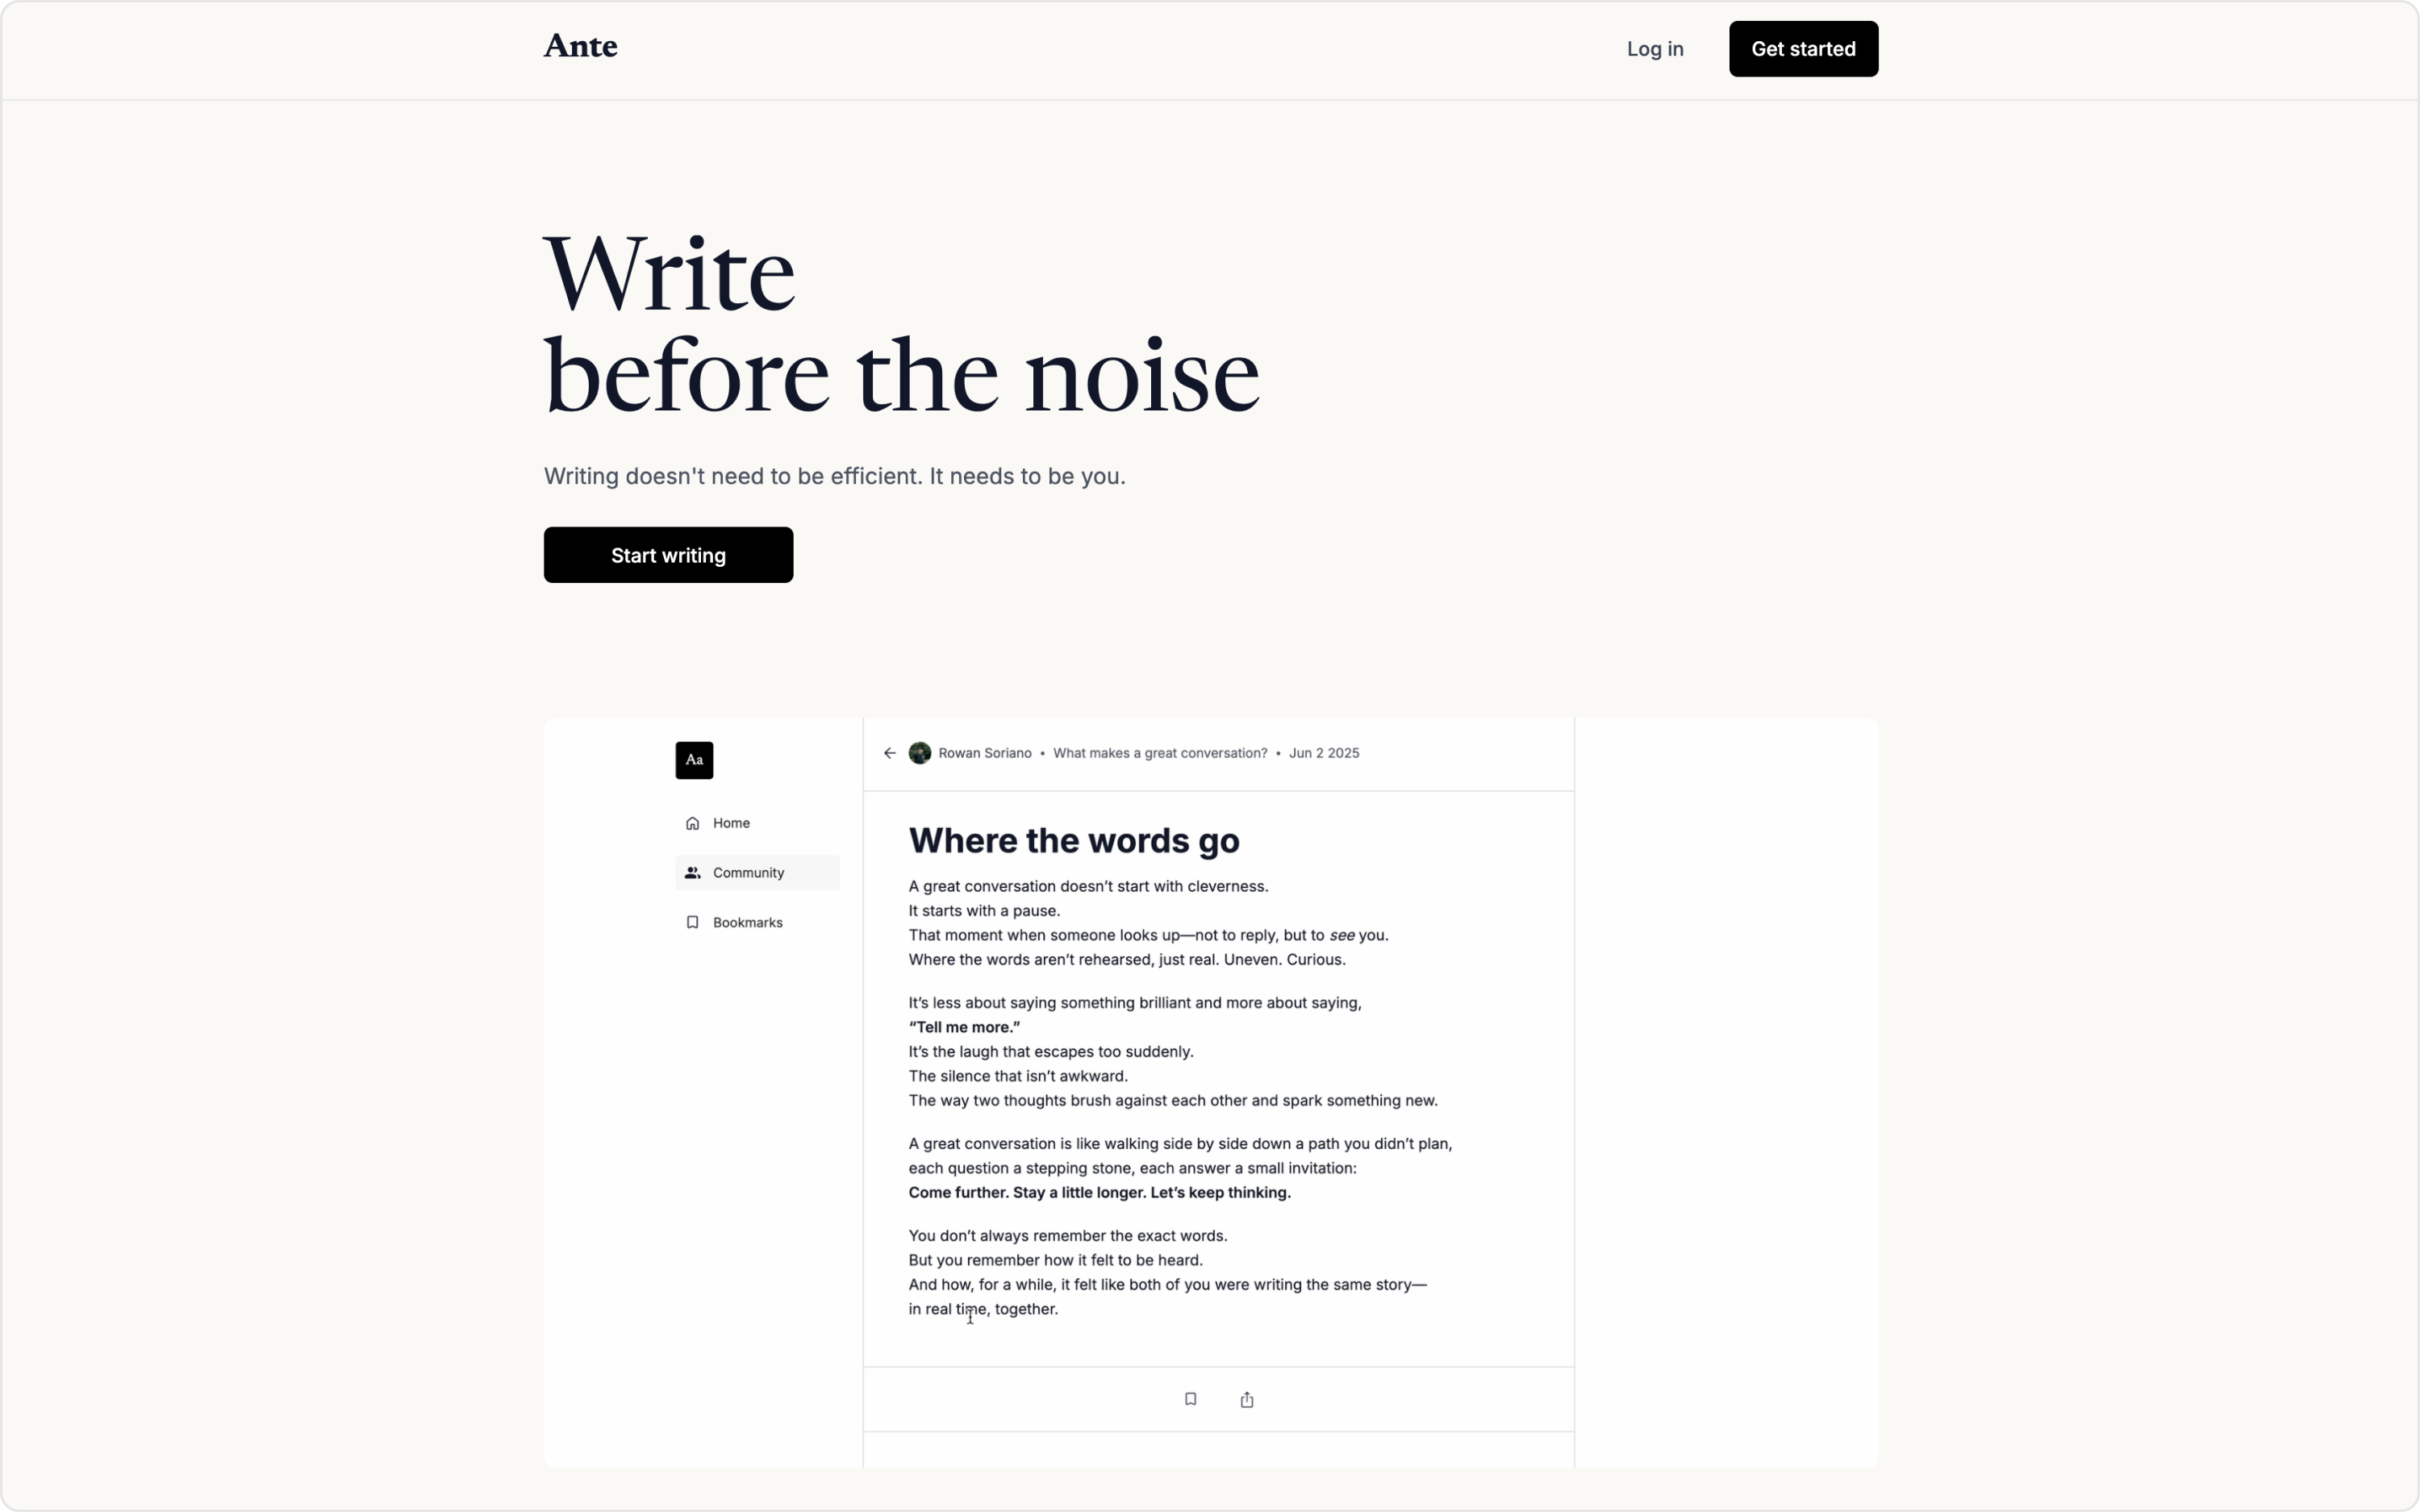 Ante
Log in
Get started
Write
before the noise
Writing doesn't need to be efficient. It needs to be you.
Start writing
Aa
Home
Community
Bookmarks
Rowan Soriano • What makes a great conversation? • Jun 2 2025
Where the words go
A great conversation doesn’t start with cleverness.
It starts with a pause.
That moment when someone looks up—not to reply, but to see you.
Where the words aren’t rehearsed, just real. Uneven. Curious.
It’s less about saying something brilliant and more about saying,
“Tell me more.”
It’s the laugh that escapes too suddenly.
The silence that isn’t awkward.
The way two thoughts brush against each other and spark something new.
A great conversation is like walking side by side down a path you didn’t plan,
each question a stepping stone, each answer a small invitation:
Come further. Stay a little longer. Let’s keep thinking.
You don’t always remember the exact words.
But you remember how it felt to be heard.
And how, for a while, it felt like both of you were writing the same story—
in real time, together.